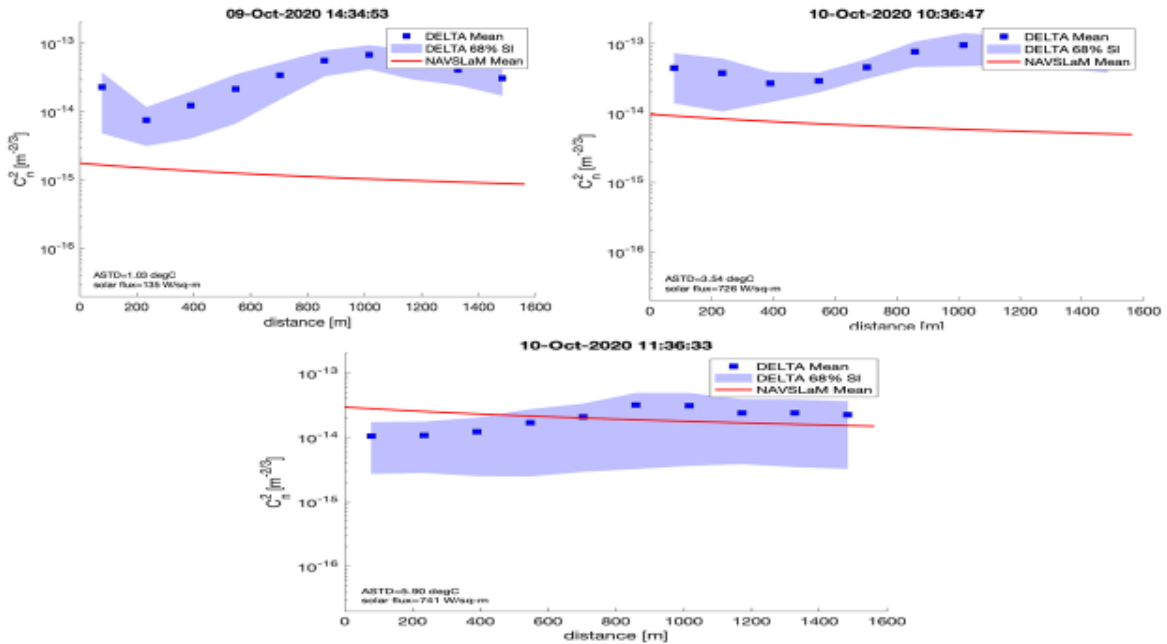 09-Oct-2020 14:34:53
10⁻¹³
10⁻¹⁴
10⁻¹⁵
10⁻¹⁶
C²ₙ [m⁻²/³]
DELTA Mean
DELTA 68% SI
NAVSLaM Mean
ASTD=1.03 degC
solar flux=135 W/sq-m
0 200 400 600 800 1000 1200 1400 1600
distance [m]
10-Oct-2020 10:36:47
10⁻¹³
10⁻¹⁴
10⁻¹⁵
10⁻¹⁶
C²ₙ [m⁻²/³]
DELTA Mean
DELTA 68% SI
NAVSLaM Mean
ASTD=3.54 degC
solar flux=726 W/sq-m
0 200 400 600 800 1000 1200 1400 1600
distance [m]
10-Oct-2020 11:36:33
10⁻¹³
10⁻¹⁴
10⁻¹⁵
10⁻¹⁶
C²ₙ [m⁻²/³]
DELTA Mean
DELTA 68% SI
NAVSLaM Mean
ASTD=5.90 degC
solar flux=741 W/sq-m
0 200 400 600 800 1000 1200 1400 1600
distance [m]